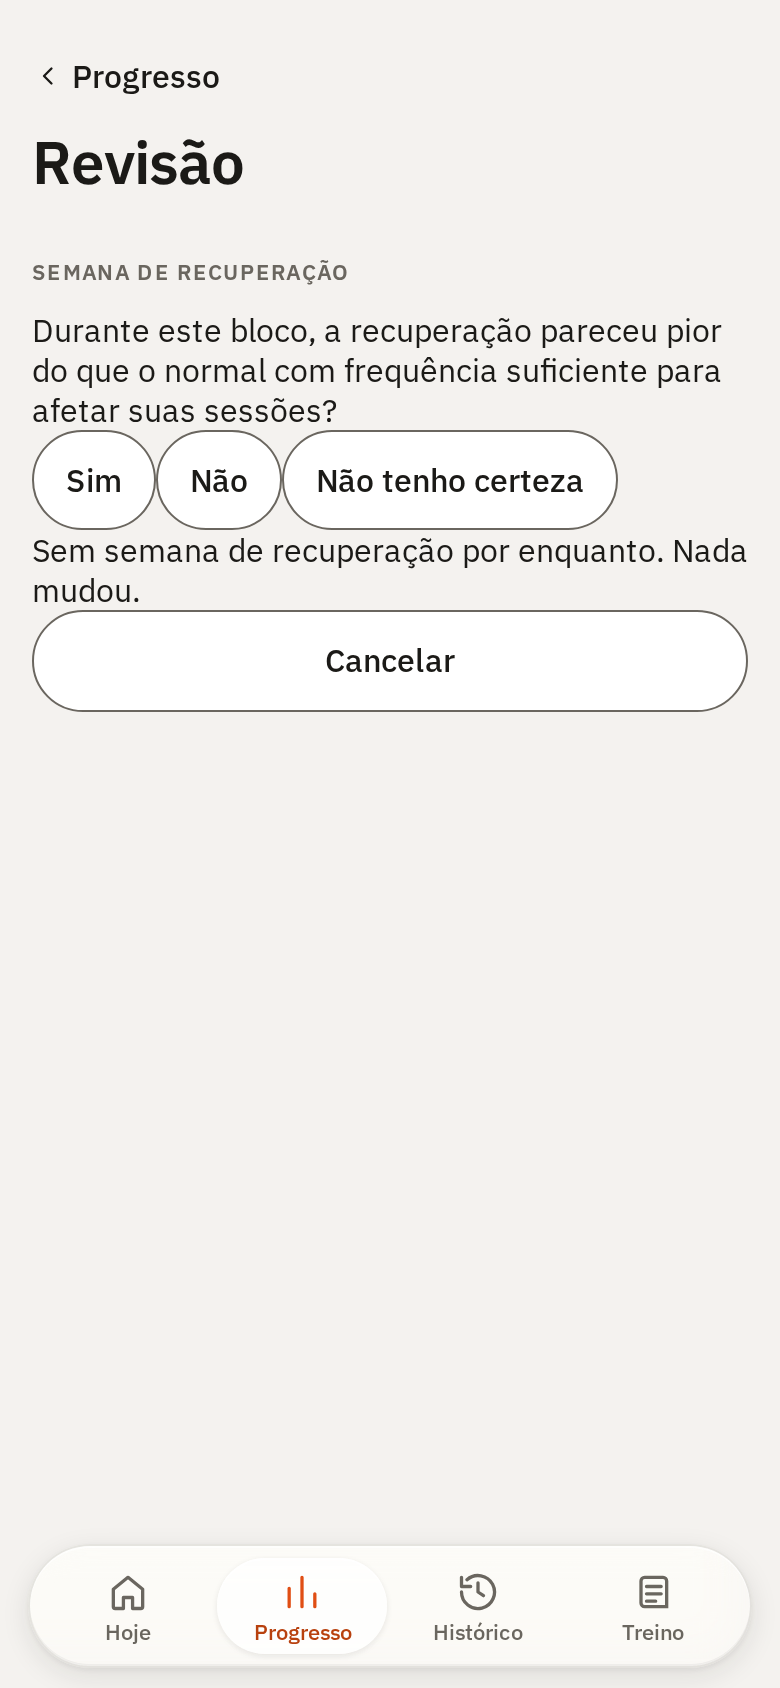 Progresso
Revisão
SEMANA DE RECUPERAÇÃO
Durante este bloco, a recuperação pareceu pior
do que o normal com frequência suficiente para
afetar suas sessões?
Sim Não Não tenho certeza
Sem semana de recuperação por enquanto. Nada
mudou.
Cancelar
Hoje Progresso Histórico Treino